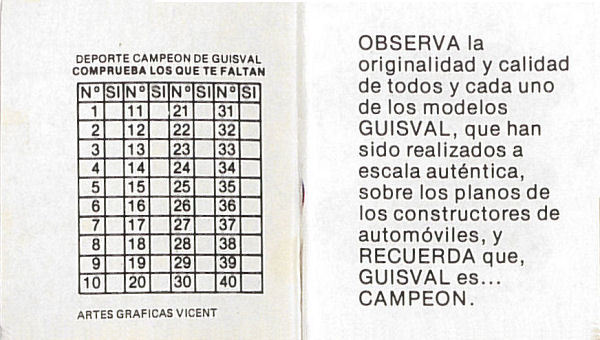 DEPORTE CAMPEON DE GUISVAL
COMPRUEBA LOS QUE TE FALTAN
Nº SI Nº SI Nº SI Nº SI
1 11 21 31
2 12 22 32
3 13 23 33
4 14 24 34
5 15 25 35
6 16 26 36
7 17 27 37
8 18 28 38
9 19 29 39
10 20 30 40
ARTES GRAFICAS VICENT
OBSERVA la
originalidad y calidad
de todos y cada uno
de los modelos
GUISVAL, que han
sido realizados a
escala auténtica,
sobre los planos de
los constructores de
automóviles, y
RECUERDA que,
GUISVAL es...
CAMPEON.